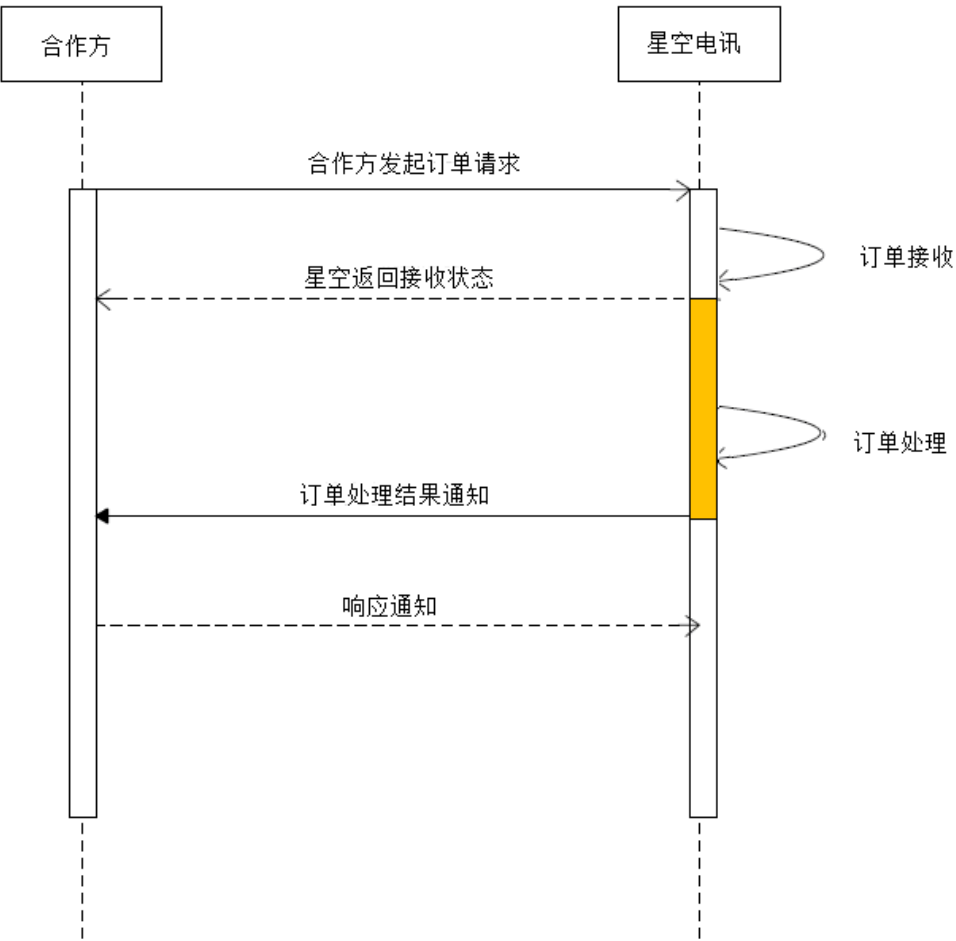 合作方
星空电讯
合作方发起订单请求
订单接收
星空返回接收状态
订单处理
订单处理结果通知
响应通知